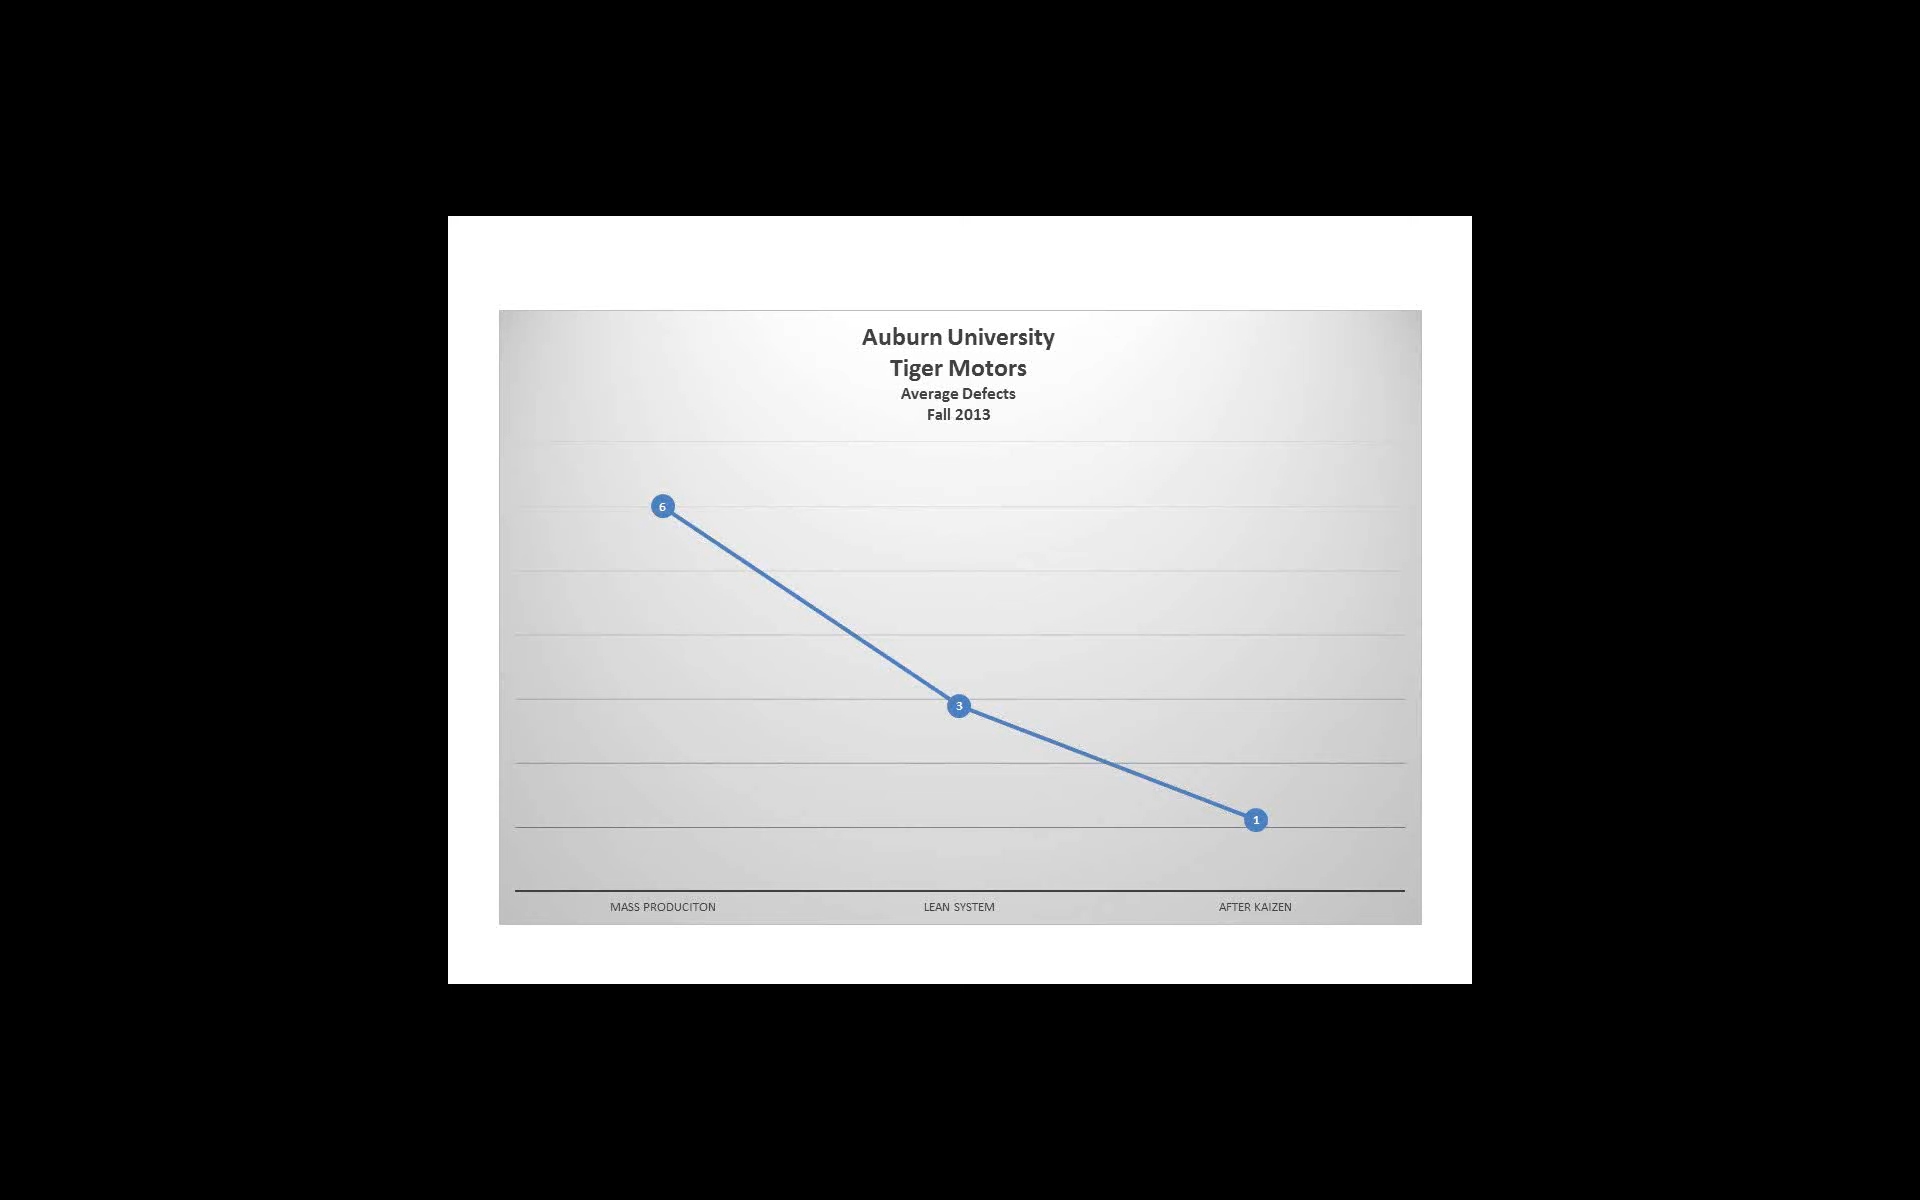 Auburn University
Tiger Motors
Average Defects
Fall 2013
6
3
1
MASS PRODUCITON
LEAN SYSTEM
AFTER KAIZEN